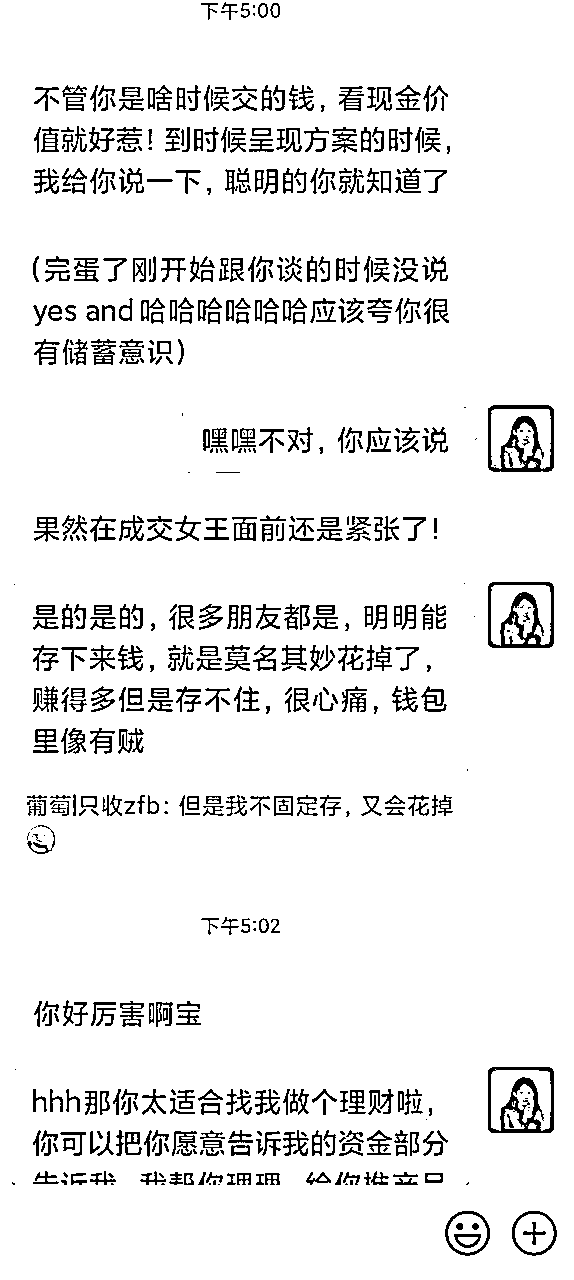 下午5:00
不管你是啥时候交的钱，看现金价
值就好惹！到时候呈现方案的时候，
我给你说一下，聪明的你就知道了
（完蛋了刚开始跟你谈的时候没说
yes and哈哈哈哈哈哈应该夸你很
有储蓄意识）
嘿嘿不对，你应该说
果然在成交女王面前还是紧张了！
是的是的，很多朋友都是，明明能
存下来钱，就是莫名其妙花掉了，
赚得多但是存不住，很心痛，钱包
里像有贼
葡萄|只收zfb：但是我不固定存，又会花掉
下午5:02
你好厉害啊宝
hhh那你太适合找我做个理财啦，
你可以把你愿意告诉我的资金部分
告诉我，我帮你理理，给你推产品